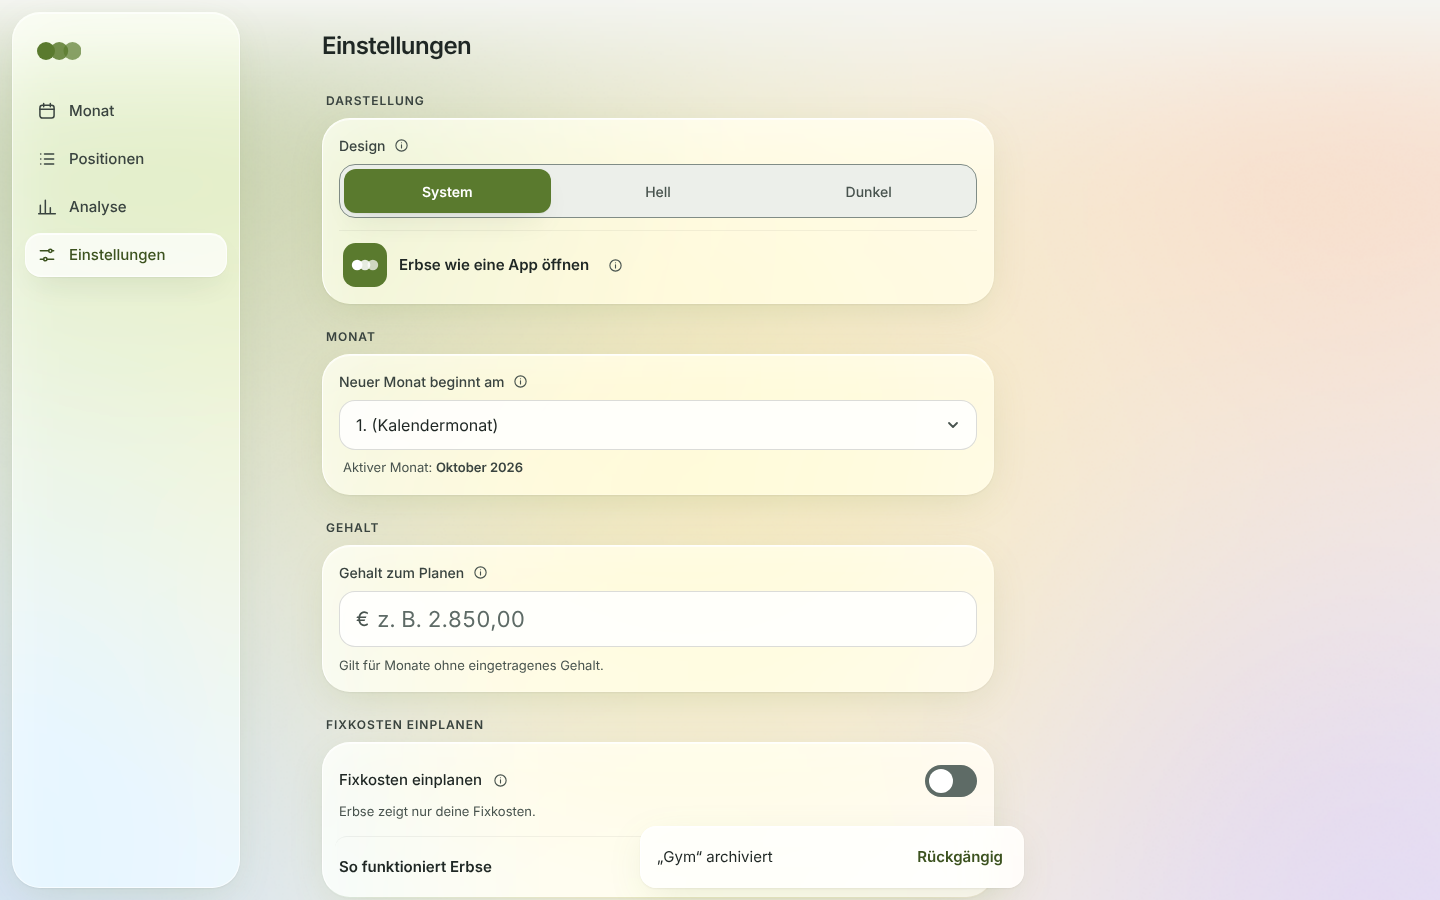 Monat
Positionen
Analyse
Einstellungen
Einstellungen
DARSTELLUNG
Design
System
Hell
Dunkel
Erbse wie eine App öffnen
MONAT
Neuer Monat beginnt am
1. (Kalendermonat)
Aktiver Monat: Oktober 2026
GEHALT
Gehalt zum Planen
€ z. B. 2.850,00
Gilt für Monate ohne eingetragenes Gehalt.
FIXKOSTEN EINPLANEN
Fixkosten einplanen
Erbse zeigt nur deine Fixkosten.
So funktioniert Erbse
„Gym“ archiviert
Rückgängig